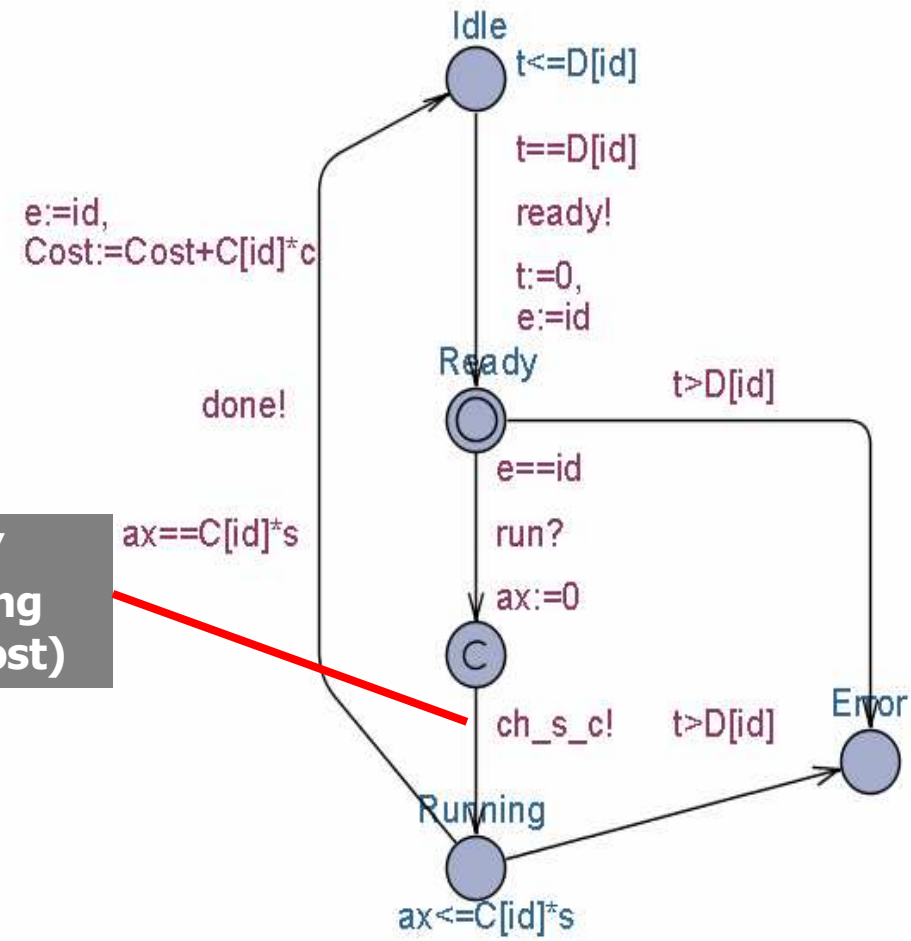 Idle
t<=D[id]
t==D[id]
ready!
t:=0,
e:=id
e:=id,
Cost:=Cost+C[id]*c
Ready
t>D[id]
done!
e==id
run?
ax==C[id]*s
ax:=0
ost)
C
ch_s_c!
t>D[id]
Error
Running
ax<=C[id]*s